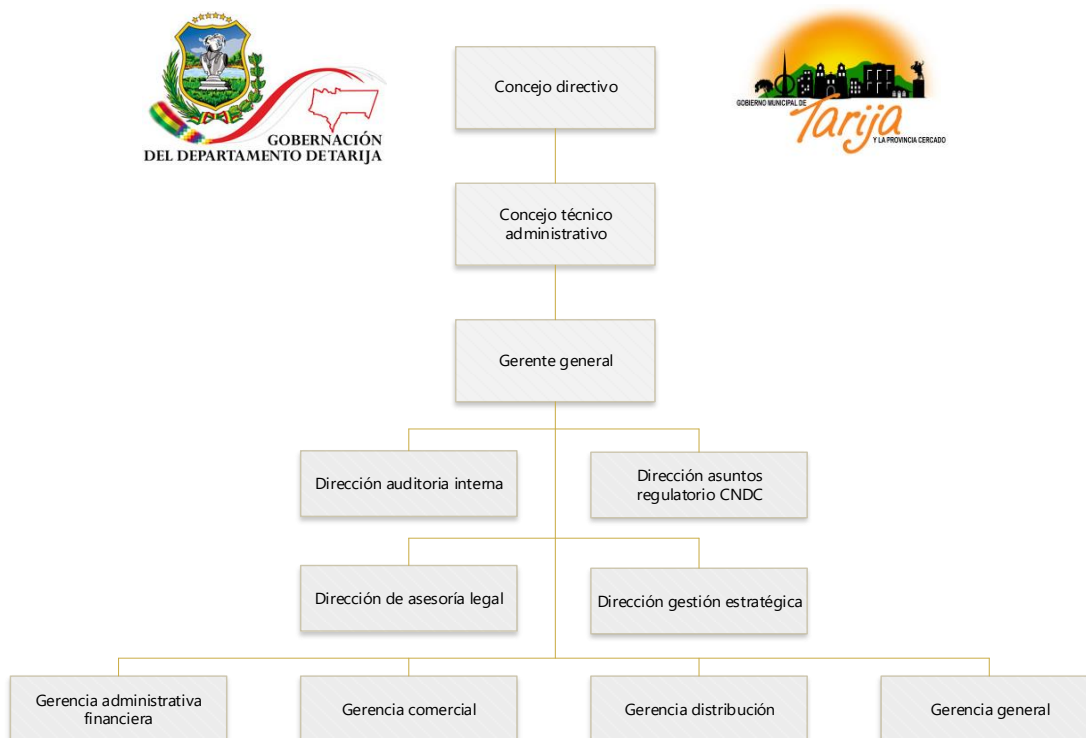 GOBERNACIÓN
DEL DEPARTAMENTO DE TARIJA
GOBIERNO MUNICIPAL DE
Tarija
Y LA PROVINCIA CERCADO
Concejo directivo
Concejo técnico
administrativo
Gerente general
Dirección auditoria interna
Dirección asuntos
regulatorio CNDC
Dirección de asesoría legal
Dirección gestión estratégica
Gerencia administrativa
financiera
Gerencia comercial
Gerencia distribución
Gerencia general